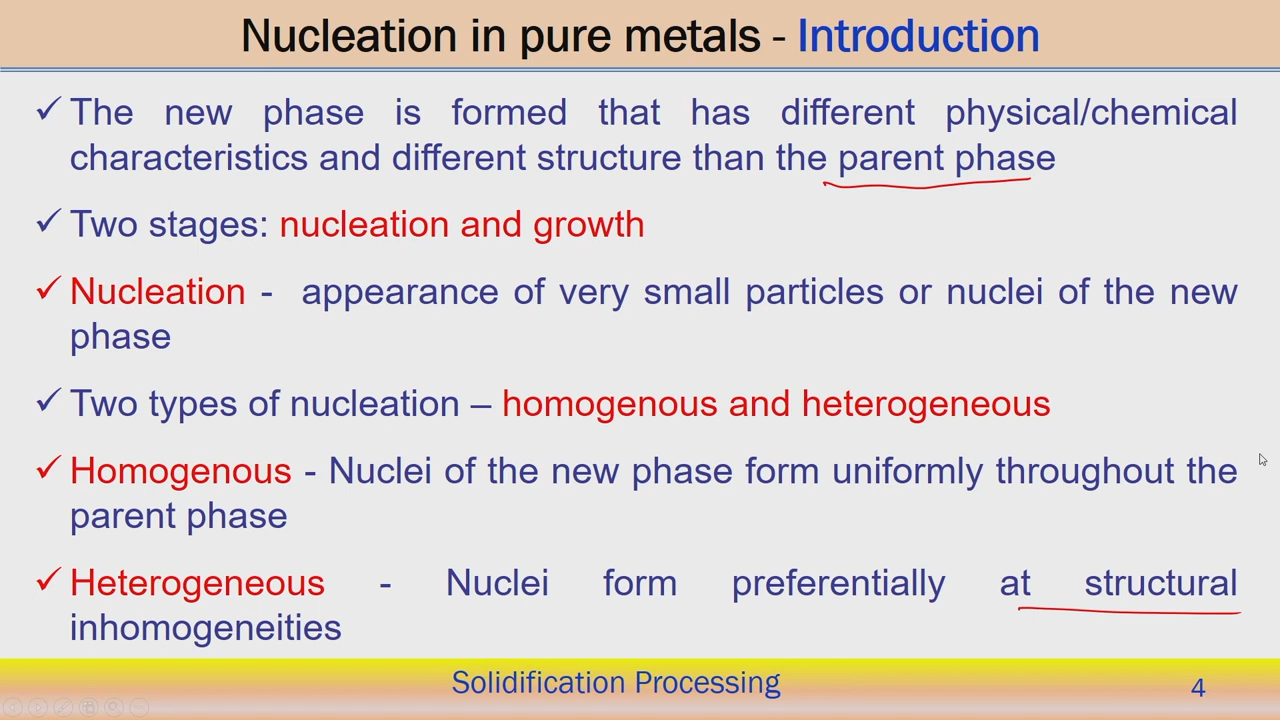 Nucleation in pure metals - Introduction
✓ The new phase is formed that has different physical/chemical
characteristics and different structure than the parent phase
✓ Two stages: nucleation and growth
✓ Nucleation - appearance of very small particles or nuclei of the new
phase
✓ Two types of nucleation – homogenous and heterogeneous
✓ Homogenous - Nuclei of the new phase form uniformly throughout the
parent phase
✓ Heterogeneous - Nuclei form preferentially at structural
inhomogeneities
Solidification Processing
4